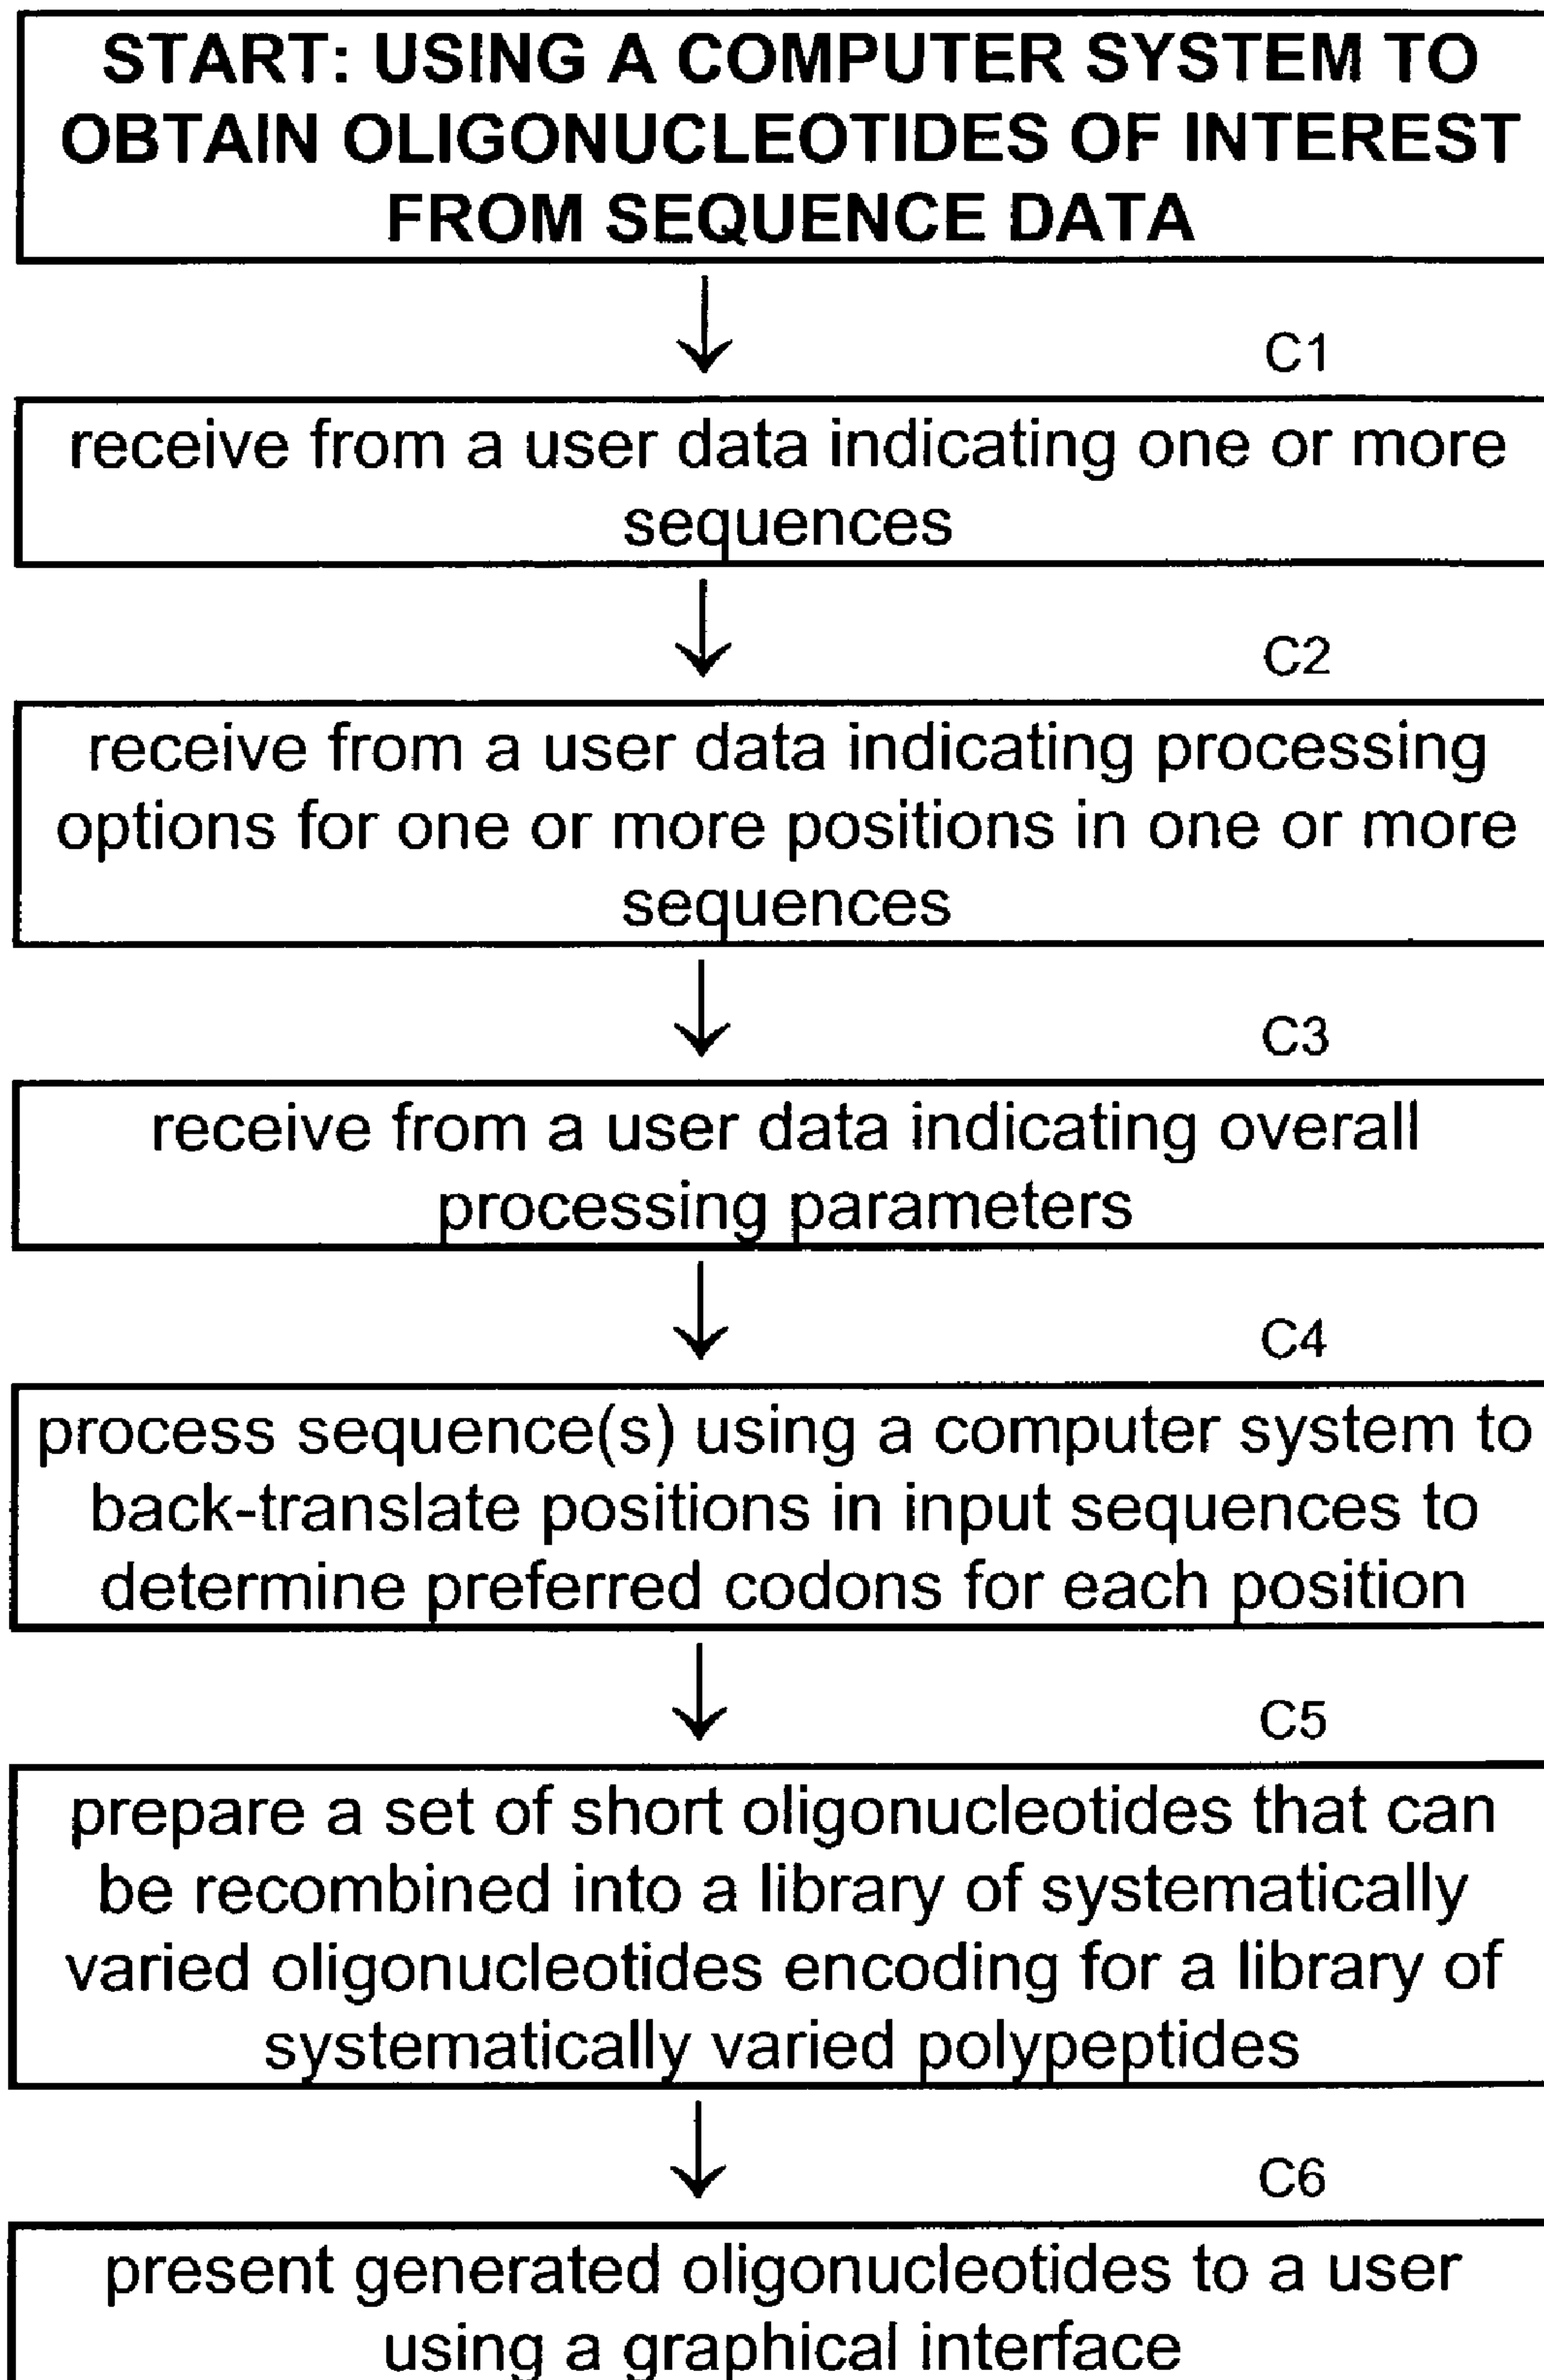 START: USING A COMPUTER SYSTEM TO
OBTAIN OLIGONUCLEOTIDES OF INTEREST
FROM SEQUENCE DATA
C1
receive from a user data indicating one or more
sequences
C2
receive from a user data indicating processing
options for one or more positions in one or more
sequences
C3
receive from a user data indicating overall
processing parameters
C4
process sequence(s) using a computer system to
back-translate positions in input sequences to
determine preferred codons for each position
C5
prepare a set of short oligonucleotides that can
be recombined into a library of systematically
varied oligonucleotides encoding for a library of
systematically varied polypeptides
C6
present generated oligonucleotides to a user
using a graphical interface